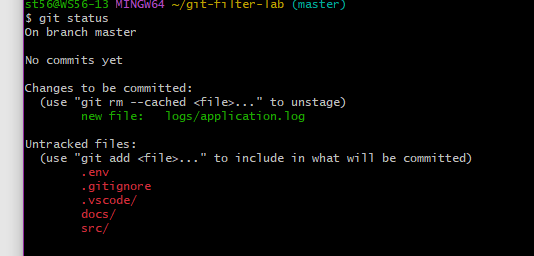 st56@WS56-13 MINGW64 ~/git-filter-lab (master)
$ git status
On branch master
No commits yet
Changes to be committed:
(use "git rm --cached <file>..." to unstage)
new file:   logs/application.log
Untracked files:
(use "git add <file>..." to include in what will be committed)
.env
.gitignore
.vscode/
docs/
src/